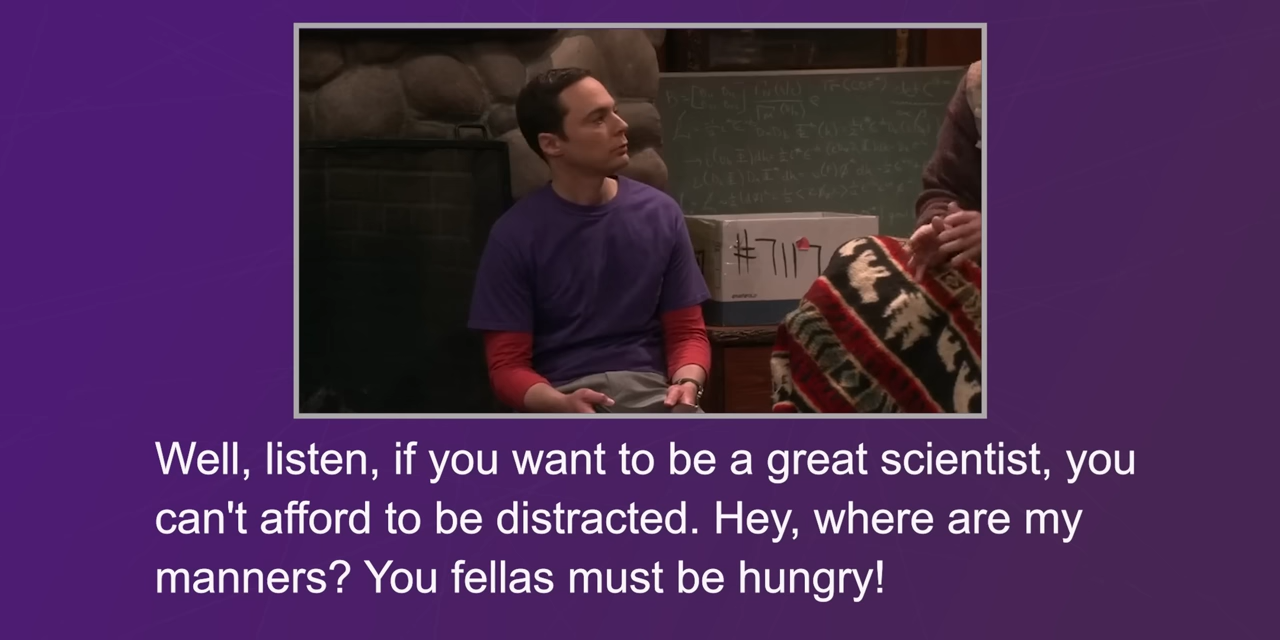 #7117
Well, listen, if you want to be a great scientist, you
can't afford to be distracted. Hey, where are my
manners? You fellas must be hungry!